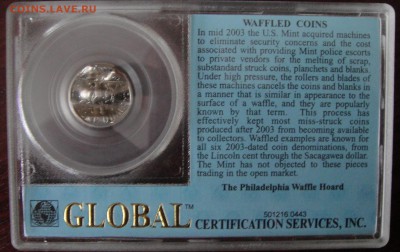 COINS.LAVE.RU
WAFFLED COINS
In mid 2003 the U.S. Mint acquired machines
to eliminate security concerns and the cost
associated with providing Mint police escorts
to private vendors for the melting of scrap,
substandard struck coins, planchets and blanks.
Under high pressure, the rollers and blades of
these machines cancels the coins and blanks in
a manner that is similar in appearance to the
surface of a waffle, and they are popularly
known by that term. This process has
effectively kept most miss-struck coins
produced after 2003 from becoming available to
collectors. Waffled examples are known for
all six 2003-dated coin denominations, from
the Lincoln cent through the Sacagawea dollar.
The Mint has not objected to these pieces
trading in the open market.
The Philadelphia Waffle Hoard
GLOBAL™
501216.0443
CERTIFICATION SERVICES, INC.